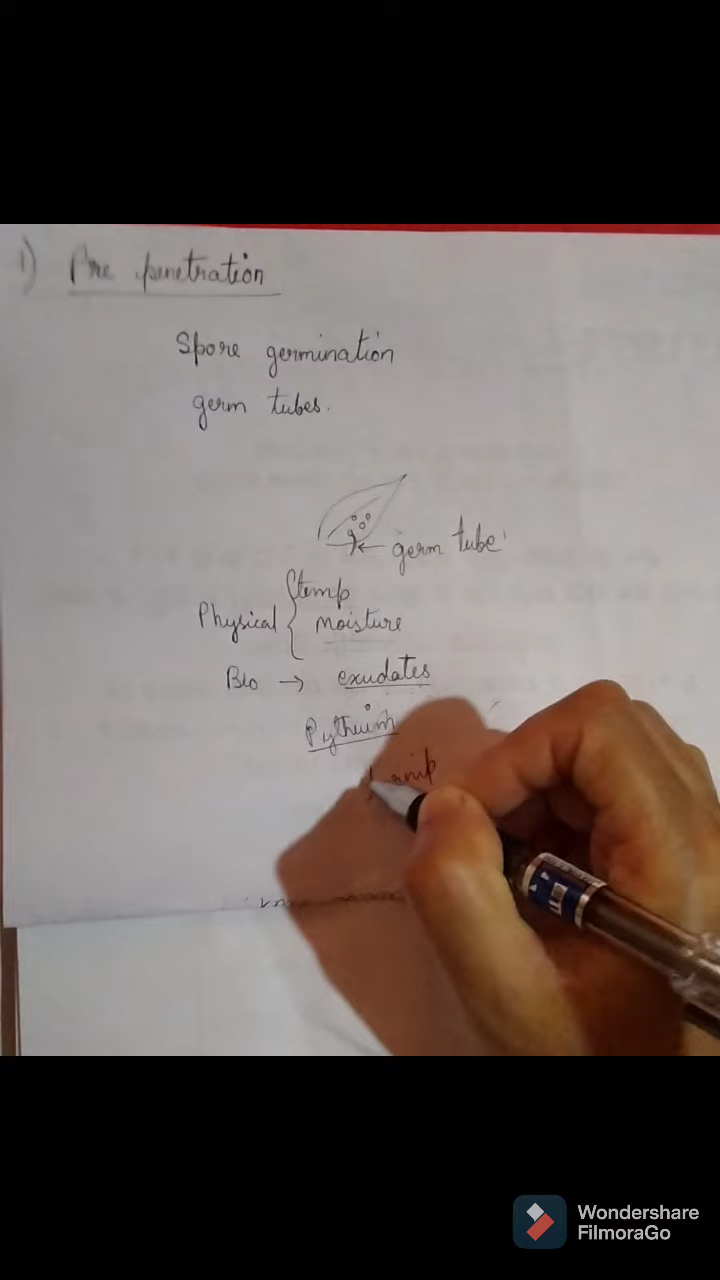 1) Pre penetration
Spore germination
germ tubes.
germ tube
Physical { temp
moisture
Bio → exudates
Pythium
Wondershare
FilmoraGo